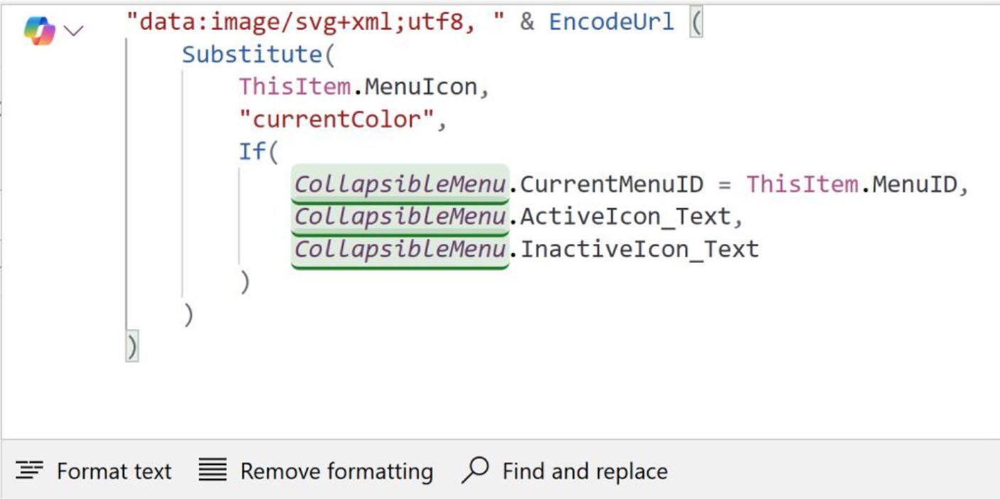 "data:image/svg+xml;utf8, " & EncodeUrl (
Substitute(
ThisItem.MenuIcon,
"currentColor",
If(
CollapsibleMenu.CurrentMenuID = ThisItem.MenuID,
CollapsibleMenu.ActiveIcon_Text,
CollapsibleMenu.InactiveIcon_Text
)
)
)
Format text Remove formatting Find and replace